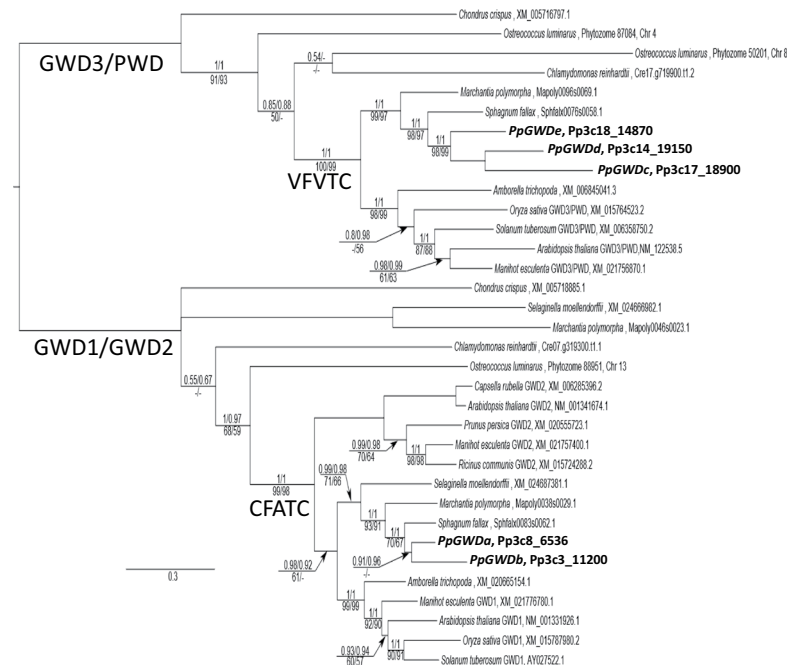 Chondrus crispus , XM_005716797.1
Ostreococcus luminarus , Phytozome 87084, Chr 4
GWD3/PWD
1/1
91/93
0.54/-
-/-
Ostreococcus luminarus, Phytozome 50201, Chr 8
Chlamydomonas reinhardtii, Cre17.g719900.t1.2
0.85/0.88
50/-
Marchantia polymorpha , Mapoly0096s0069.1
1/1
99/97
Sphagnum fallax , Sphfalx0076s0058.1
1/1
98/97
PpGWDe, Pp3c18_14870
1/1
98/99
PpGWDd, Pp3c14_19150
1/1
100/99
PpGWDc, Pp3c17_18900
VFVTC
Amborella trichopoda , XM_006845041.3
1/1
98/99
Oryza sativa GWD3/PWD, XM_015764523.2
Solanum tuberosum GWD3/PWD, XM_006358750.2
0.8/0.98
-/56
1/1
87/88
Arabidopsis thaliana GWD3/PWD,NM_122538.5
0.98/0.99
61/63
Manihot esculenta GWD3/PWD, XM_021756870.1
Chondrus crispus , XM_005718885.1
Selaginella moellendorffii , XM_024666982.1
Marchantia polymorpha , Mapoly0046s0023.1
GWD1/GWD2
Chlamydomonas reinhardtii , Cre07.g319300.t1.1
0.55/0.67
-/-
Ostreococcus luminarus , Phytozome 88951, Chr 13
Capsella rubella GWD2, XM_006285396.2
Arabidopsis thaliana GWD2, NM_001341674.1
1/0.97
68/59
Prunus persica GWD2, XM_020555723.1
0.99/0.98
70/64
1/1
98/98
Manihot esculenta GWD2, XM_021757400.1
Ricinus communis GWD2, XM_015724288.2
0.99/0.98
71/66
1/1
99/98
Selaginella moellendorffii , XM_024687381.1
CFATC
1/1
93/91
Marchantia polymorpha , Mapoly0038s0029.1
1/1
70/67
Sphagnum fallax , Sphfalx0083s0062.1
PpGWDa, Pp3c8_6536
0.98/0.92
61/-
0.91/0.96
-/-
PpGWDb, Pp3c3_11200
0.3
Amborella trichopoda , XM_020665154.1
1/1
99/99
Manihot esculenta GWD1, XM_021776780.1
1/1
92/90
Arabidopsis thaliana GWD1, NM_001331926.1
0.93/0.94
60/57
1/1
90/91
Oryza sativa GWD1, XM_015787980.2
Solanum tuberosum GWD1, AY027522.1